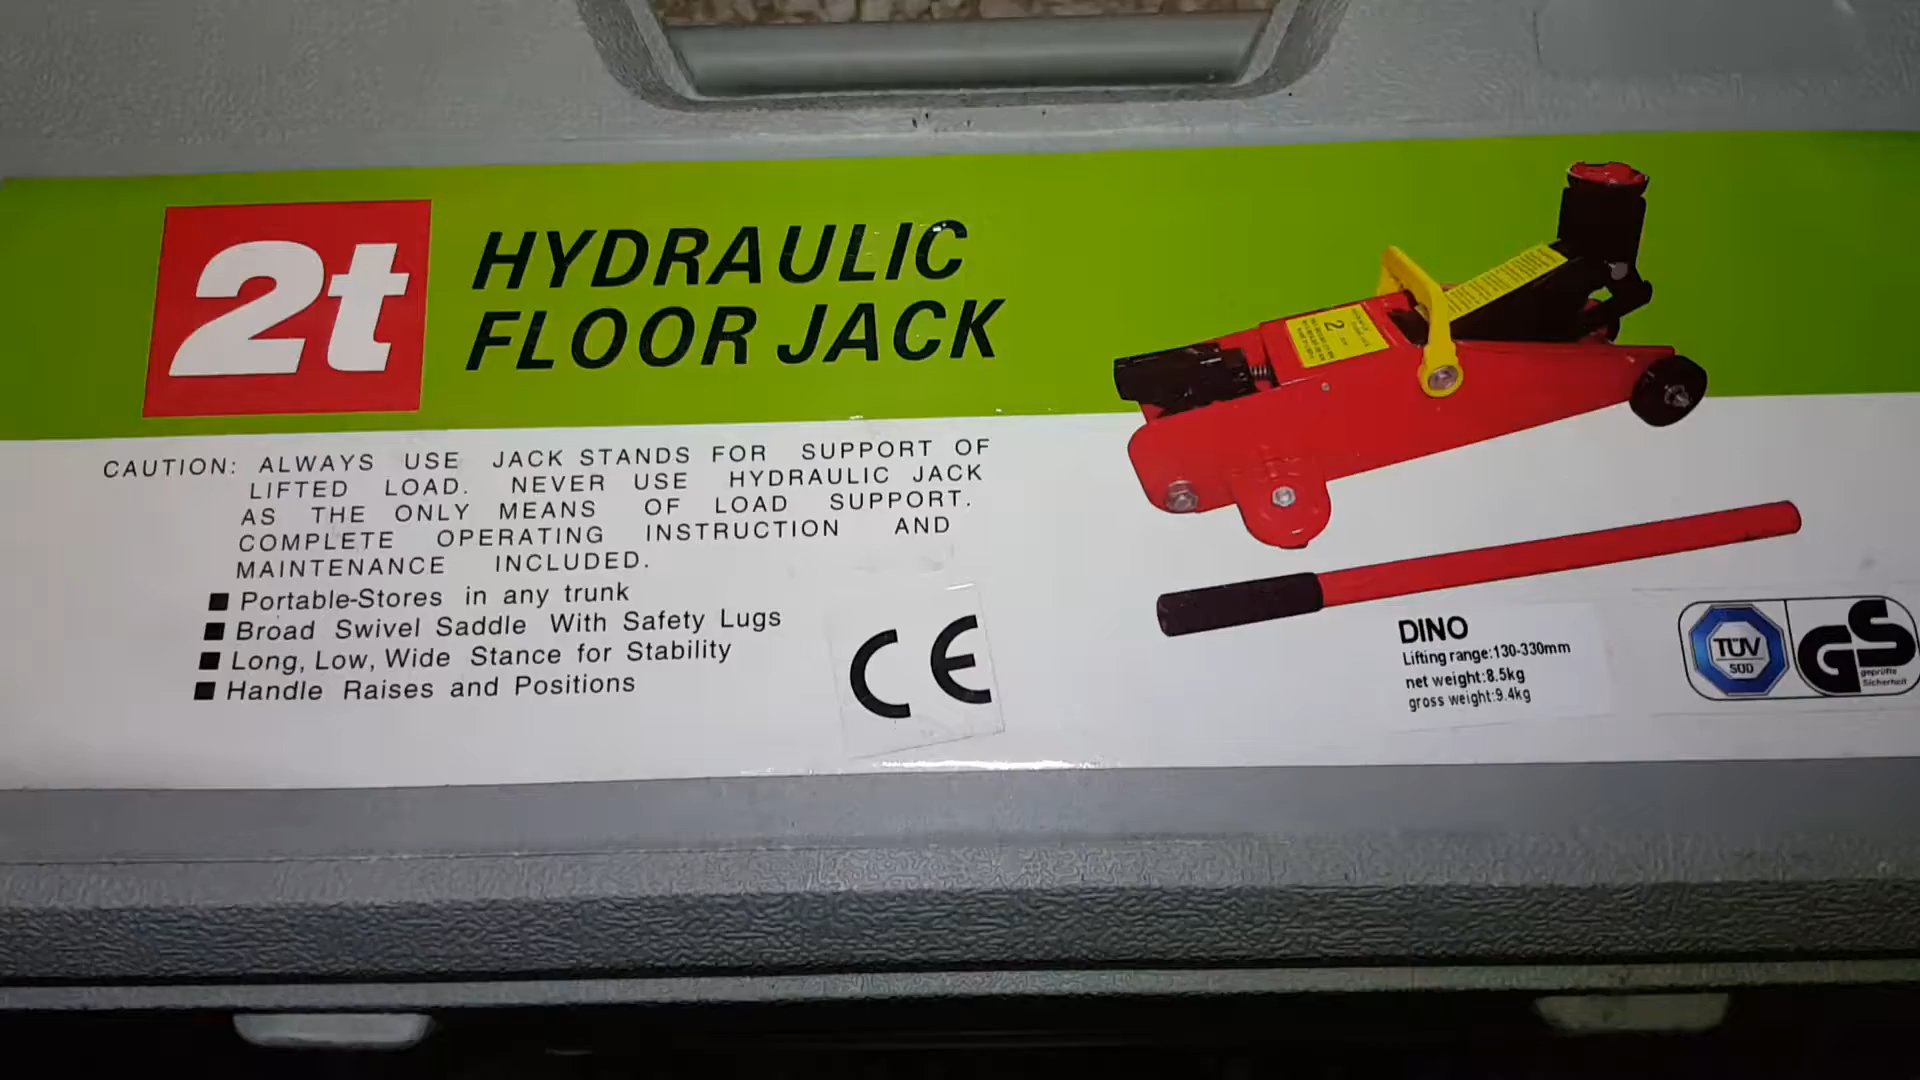 2t
HYDRAULIC
FLOOR JACK
CAUTION: ALWAYS USE JACK STANDS FOR SUPPORT OF
LIFTED LOAD. NEVER USE HYDRAULIC JACK
AS THE ONLY MEANS OF LOAD SUPPORT.
COMPLETE OPERATING INSTRUCTION AND
MAINTENANCE INCLUDED.
■ Portable-Stores in any trunk
■ Broad Swivel Saddle With Safety Lugs
■ Long, Low, Wide Stance for Stability
■ Handle Raises and Positions
CE
2
DINO
Lifting range:130-330mm
net weight:8.5kg
gross weight:9.4kg
TÜV
SÜD
GS
geprüfte
Sicherheit